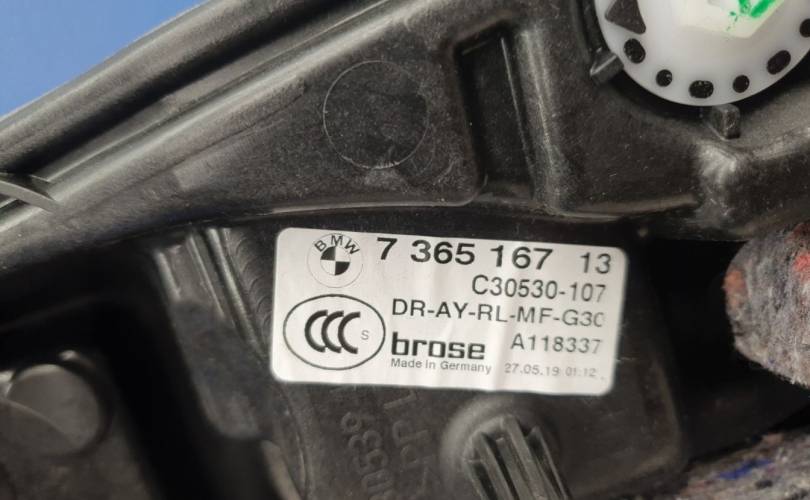 BMW 7 365 167 13
C30530-107
DR-AY-RL-MF-G30
CCC S brose A118337
Made in Germany 27.05.19 01:12